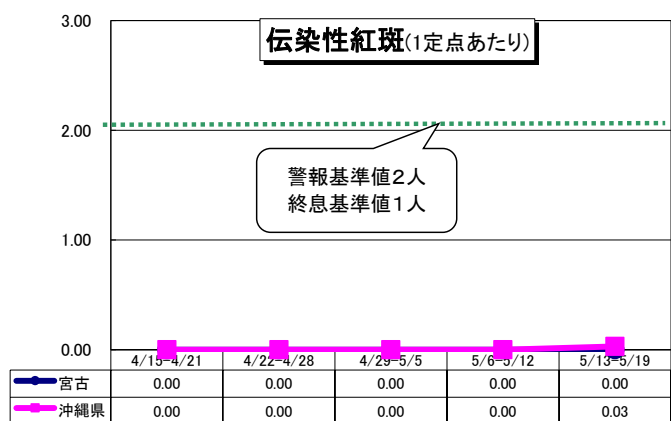 伝染性紅斑(1定点あたり)
3.00
2.00
1.00
0.00
警報基準値2人
終息基準値1人
4/15-4/21 4/22-4/28 4/29-5/5 5/6-5/12 5/13-5/19
宮古 0.00 0.00 0.00 0.00 0.00
沖縄県 0.00 0.00 0.00 0.00 0.03